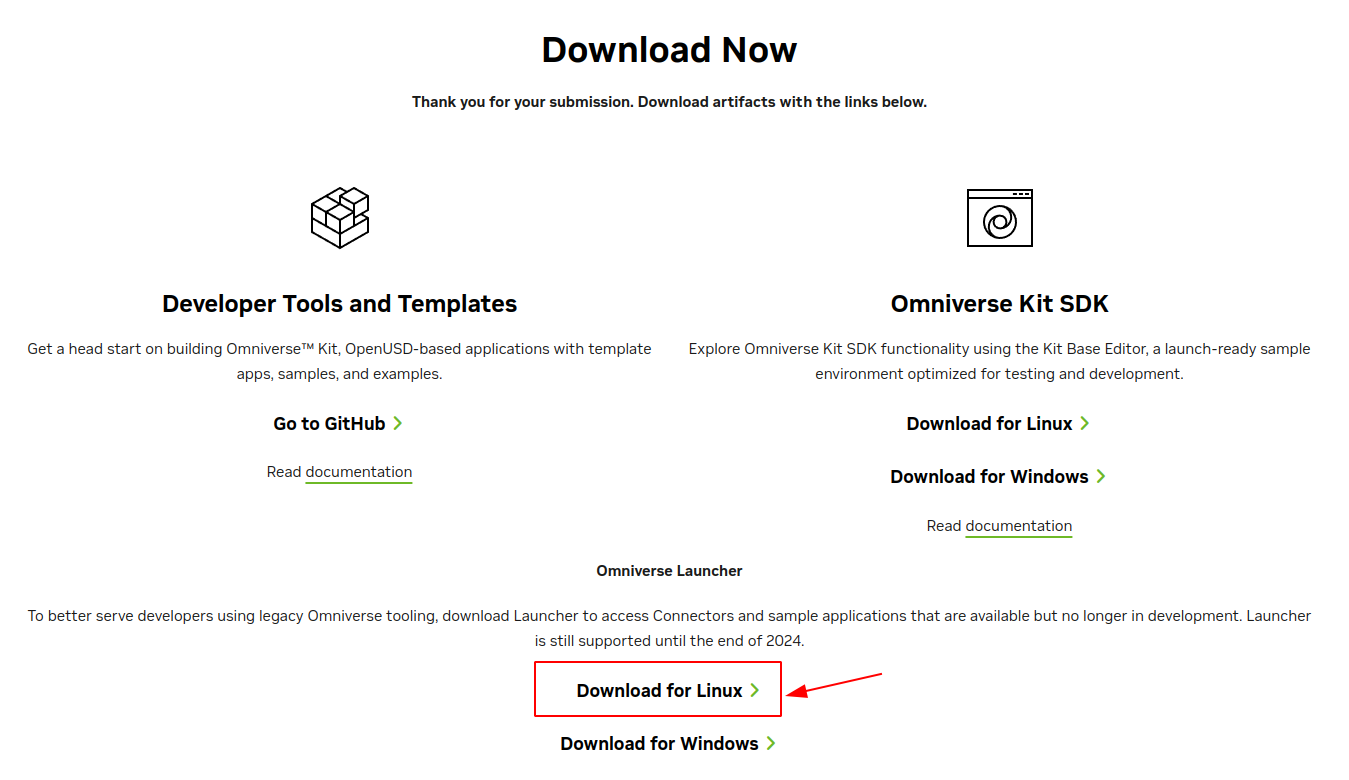 Download Now
Thank you for your submission. Download artifacts with the links below.
Developer Tools and Templates
Get a head start on building Omniverse™ Kit, OpenUSD-based applications with template
apps, samples, and examples.
Go to GitHub
Read documentation
Omniverse Kit SDK
Explore Omniverse Kit SDK functionality using the Kit Base Editor, a launch-ready sample
environment optimized for testing and development.
Download for Linux
Download for Windows
Read documentation
Omniverse Launcher
To better serve developers using legacy Omniverse tooling, download Launcher to access Connectors and sample applications that are available but no longer in development. Launcher
is still supported until the end of 2024.
Download for Linux
Download for Windows